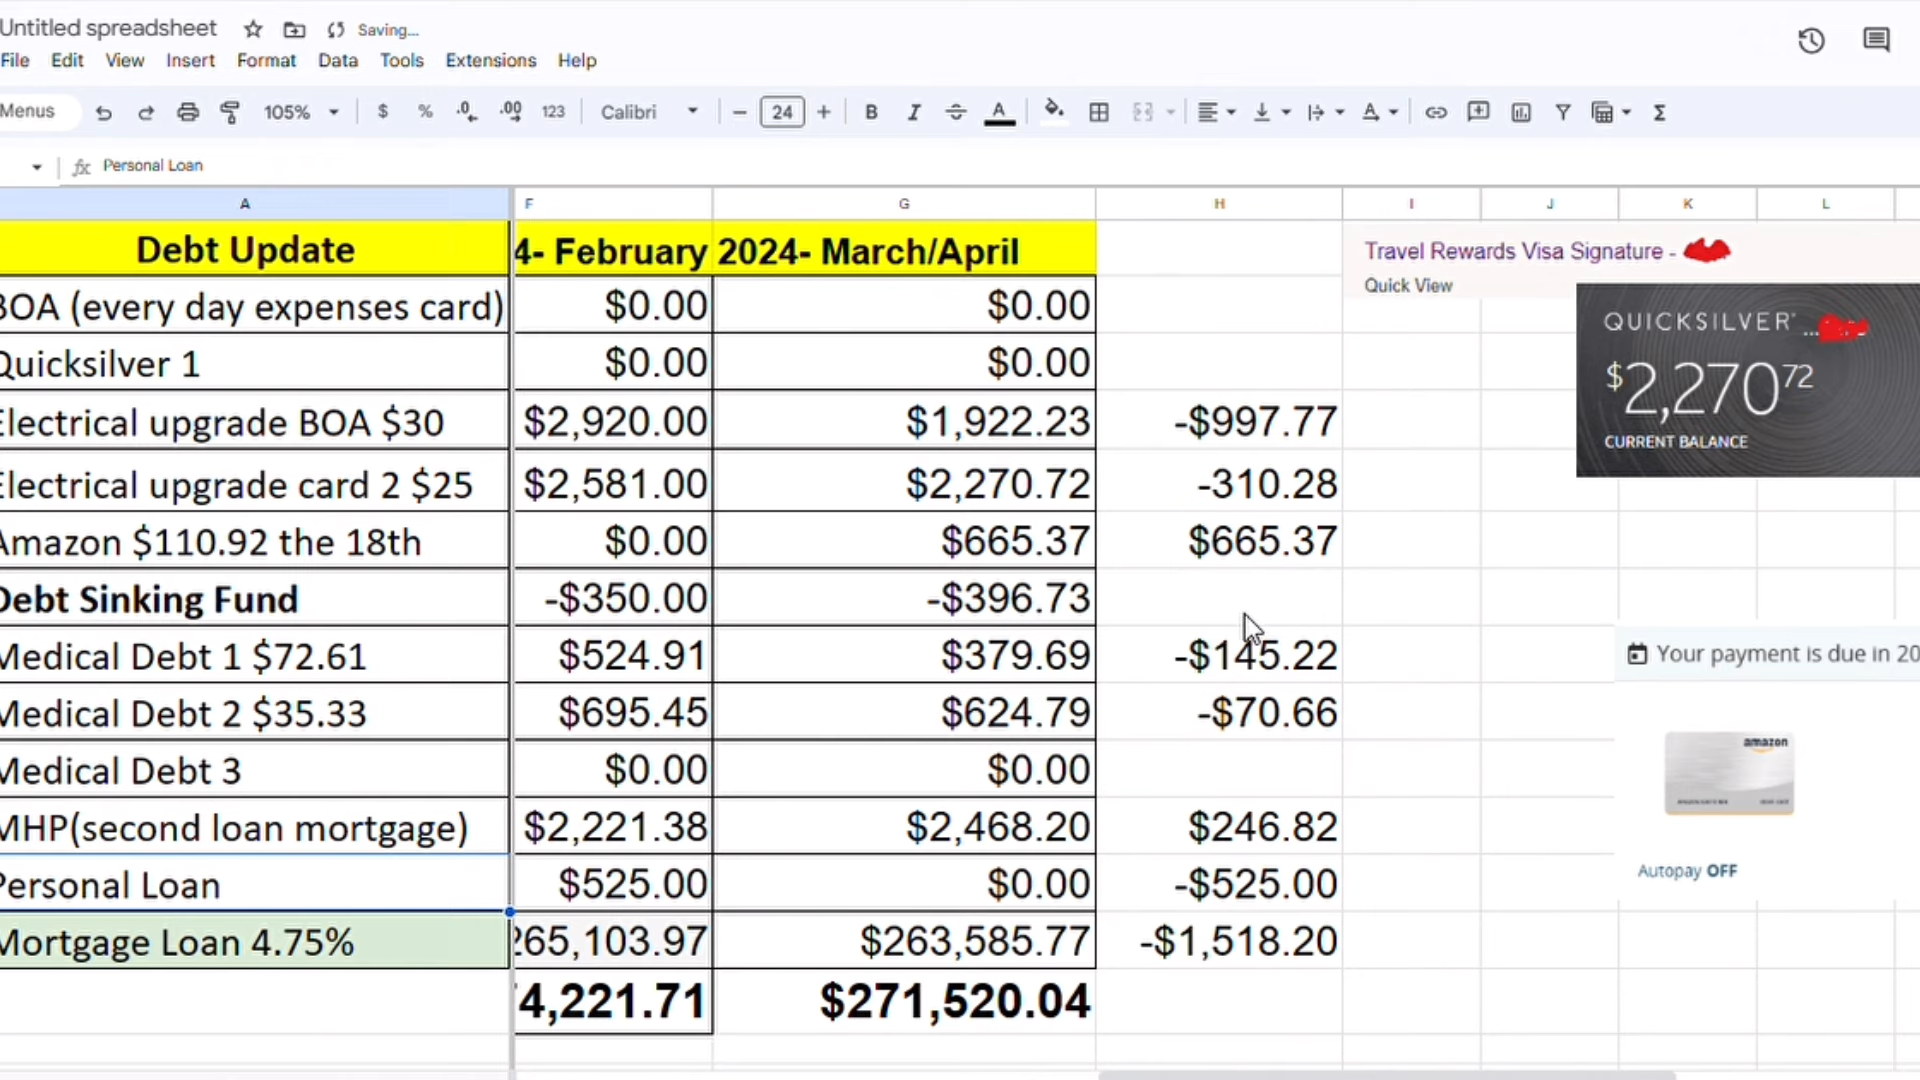 Untitled spreadsheet Saving...
File Edit View Insert Format Data Tools Extensions Help
Menus 105% $ % .0 .00 123 Calibri 24 B I A A Σ
fx Personal Loan
A F G H I J K L
Debt Update 4- February 2024- March/April
BOA (every day expenses card) $0.00 $0.00
Quicksilver 1 $0.00 $0.00
Electrical upgrade BOA $30 $2,920.00 $1,922.23 -$997.77
Electrical upgrade card 2 $25 $2,581.00 $2,270.72 -310.28
Amazon $110.92 the 18th $0.00 $665.37 $665.37
Debt Sinking Fund -$350.00 -$396.73
Medical Debt 1 $72.61 $524.91 $379.69 -$145.22
Medical Debt 2 $35.33 $695.45 $624.79 -$70.66
Medical Debt 3 $0.00 $0.00
MHP(second loan mortgage) $2,221.38 $2,468.20 $246.82
Personal Loan $525.00 $0.00 -$525.00
Mortgage Loan 4.75% 265,103.97 $263,585.77 -$1,518.20
4,221.71 $271,520.04
Travel Rewards Visa Signature -
Quick View
QUICKSILVER ...
$2,270 72
CURRENT BALANCE
Your payment is due in 20
amazon
Autopay OFF